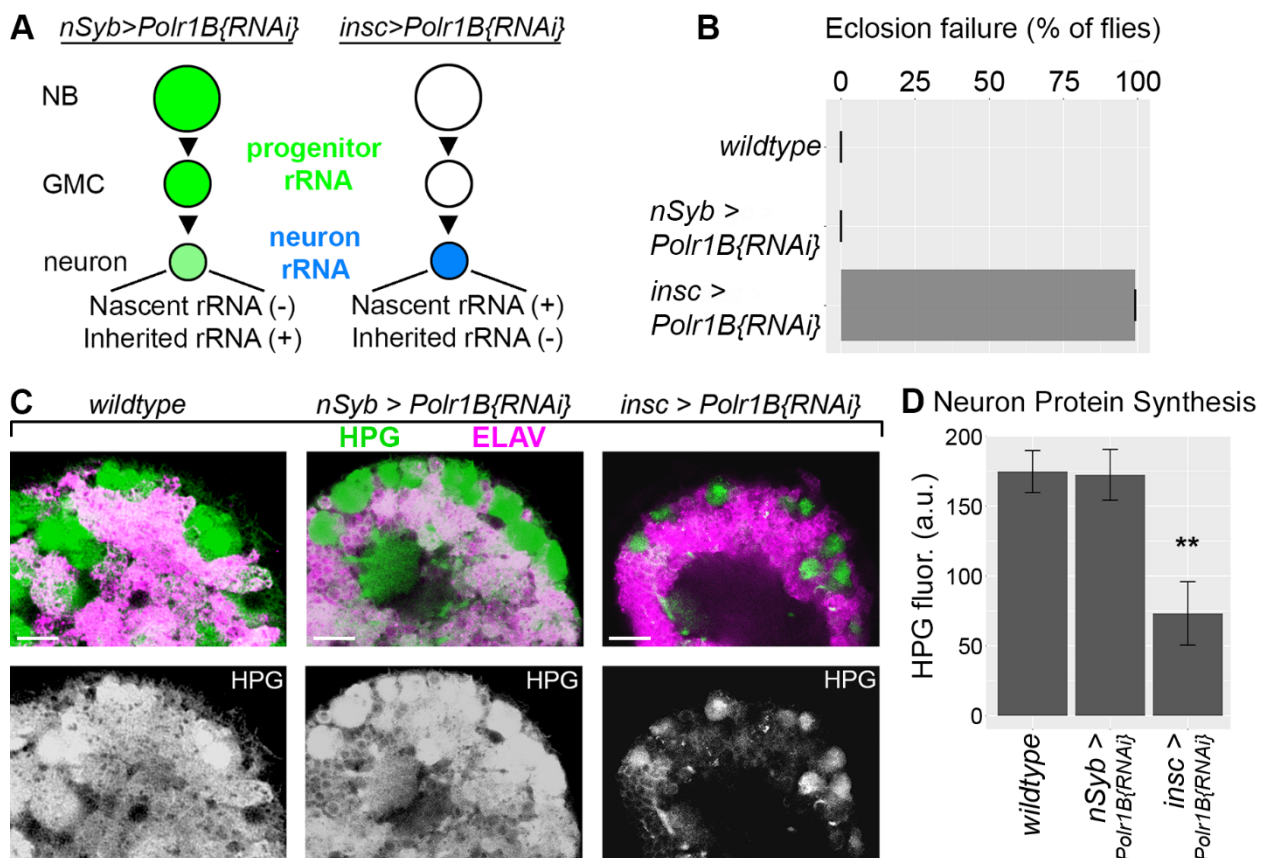 A
nSyb>Polr1B{RNAi}
insc>Polr1B{RNAi}
NB
GMC
neuron
progenitor
rRNA
neuron
rRNA
Nascent rRNA (-)
Inherited rRNA (+)
Nascent rRNA (+)
Inherited rRNA (-)
B
Eclosion failure (% of flies)
0 25 50 75 100
wildtype
nSyb >
Polr1B{RNAi}
insc >
Polr1B{RNAi}
C
wildtype
nSyb > Polr1B{RNAi}
insc > Polr1B{RNAi}
HPG ELAV
HPG
HPG
HPG
D Neuron Protein Synthesis
HPG fluor. (a.u.)
200
150
100
50
0
**
wildtype
nSyb >
Polr1B{RNAi}
insc >
Polr1B{RNAi}